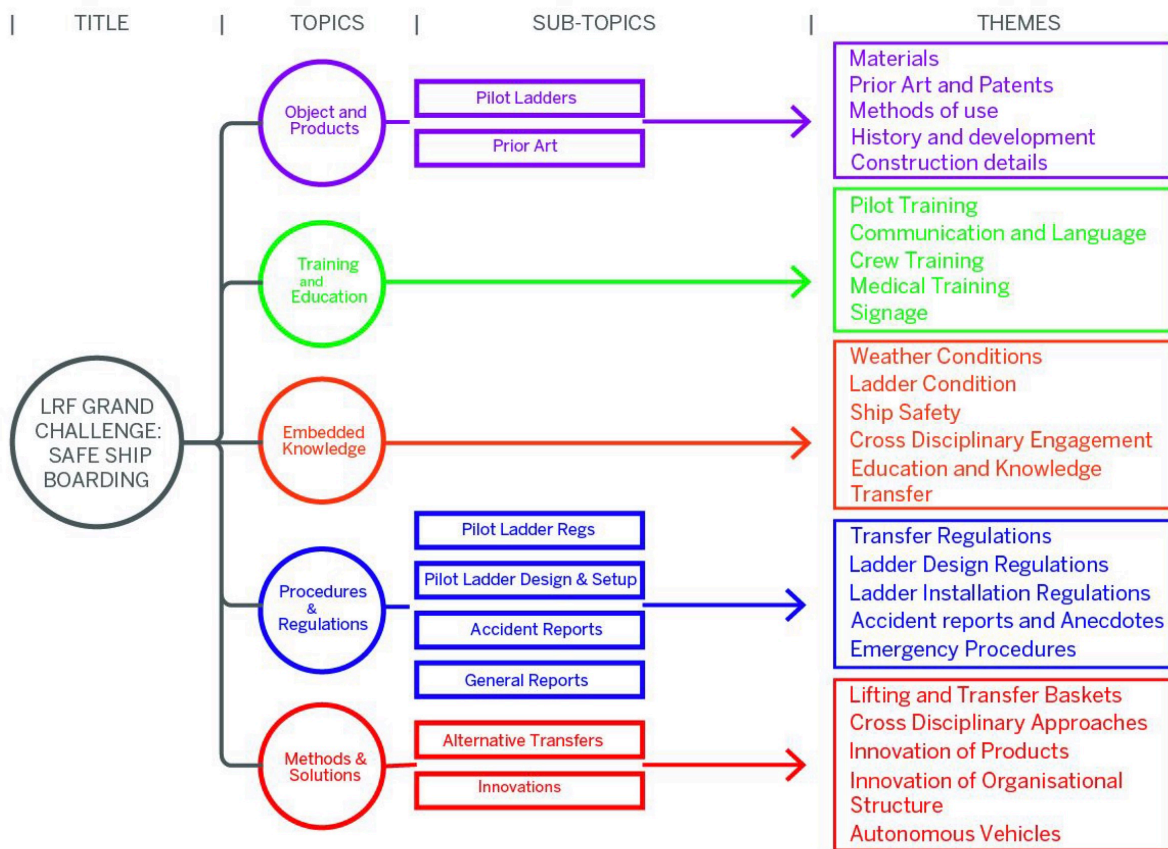 TITLE
TOPICS
SUB-TOPICS
THEMES
LRF GRAND
CHALLENGE:
SAFE SHIP
BOARDING
Object and
Products
Pilot Ladders
Prior Art
Materials
Prior Art and Patents
Methods of use
History and development
Construction details
Training
and
Education
Pilot Training
Communication and Language
Crew Training
Medical Training
Signage
Embedded
Knowledge
Weather Conditions
Ladder Condition
Ship Safety
Cross Disciplinary Engagement
Education and Knowledge
Transfer
Procedures
&
Regulations
Pilot Ladder Regs
Pilot Ladder Design & Setup
Accident Reports
General Reports
Transfer Regulations
Ladder Design Regulations
Ladder Installation Regulations
Accident reports and Anecdotes
Emergency Procedures
Methods &
Solutions
Alternative Transfers
Innovations
Lifting and Transfer Baskets
Cross Disciplinary Approaches
Innovation of Products
Innovation of Organisational
Structure
Autonomous Vehicles